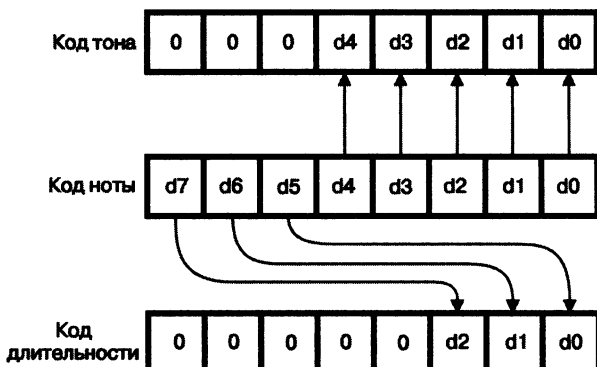 Код тона 0 0 0 d4 d3 d2 d1 d0
Код ноты d7 d6 d5 d4 d3 d2 d1 d0
Код
длительности 0 0 0 0 0 d2 d1 d0